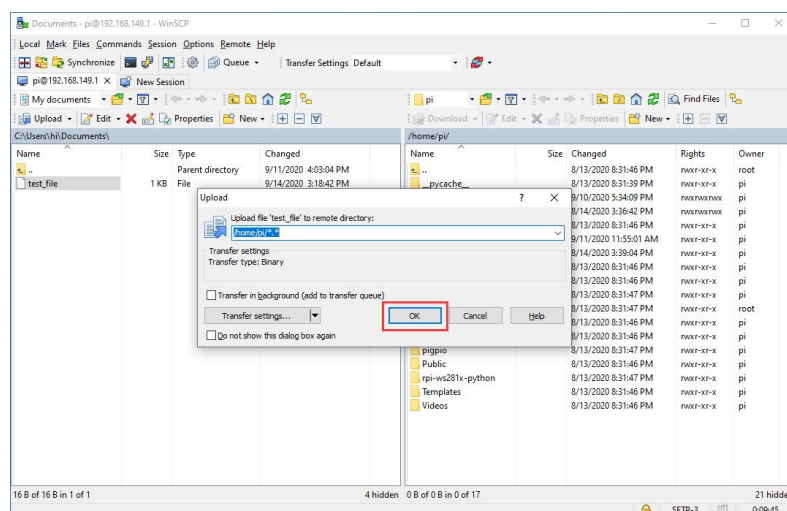 Documents - pi@192.168.149.1 - WinSCP
Local Mark Files Commands Session Options Remote Help
Synchronize Queue Transfer Settings Default
pi@192.168.149.1 New Session
My documents
Upload Edit Properties New
C:\Users\hi\Documents\
Name Size Type Changed
.. Parent directory 9/11/2020 4:03:04 PM
test_file 1 KB File 9/14/2020 3:18:42 PM
pi Find Files
Download Edit Properties New
/home/pi/
Name Size Changed Rights Owner
.. 8/13/2020 8:31:46 PM rwxr-xr-x root
__pycache__ 8/13/2020 8:31:39 PM rwxr-xr-x pi
9/10/2020 5:34:09 PM rwxrwxrwx pi
8/14/2020 3:36:42 PM rwxrwxrwx pi
8/13/2020 8:31:46 PM rwxr-xr-x pi
9/11/2020 11:55:01 AM rwxr-xr-x pi
8/14/2020 3:39:04 PM rwxr-xr-x pi
8/13/2020 8:31:46 PM rwxr-xr-x pi
8/13/2020 8:31:46 PM rwxr-xr-x pi
8/13/2020 8:31:47 PM rwxr-xr-x pi
8/13/2020 8:31:47 PM rwxr-xr-x root
8/13/2020 8:31:46 PM rwxr-xr-x pi
8/13/2020 8:31:46 PM rwxr-xr-x pi
pigpio 8/13/2020 8:31:47 PM rwxr-xr-x pi
Public 8/13/2020 8:31:46 PM rwxr-xr-x pi
rpi-ws281x-python 8/13/2020 8:31:46 PM rwxr-xr-x pi
Templates 8/13/2020 8:31:46 PM rwxr-xr-x pi
Videos 8/13/2020 8:31:46 PM rwxr-xr-x pi
Upload ?
Upload file 'test_file' to remote directory:
/home/pi/*.*
Transfer settings
Transfer type: Binary
Transfer in background (add to transfer queue)
Transfer settings... OK Cancel Help
Do not show this dialog box again
16 B of 16 B in 1 of 1 4 hidden
0 B of 0 B in 0 of 17 21 hidde
SFTP-3 0:09:45